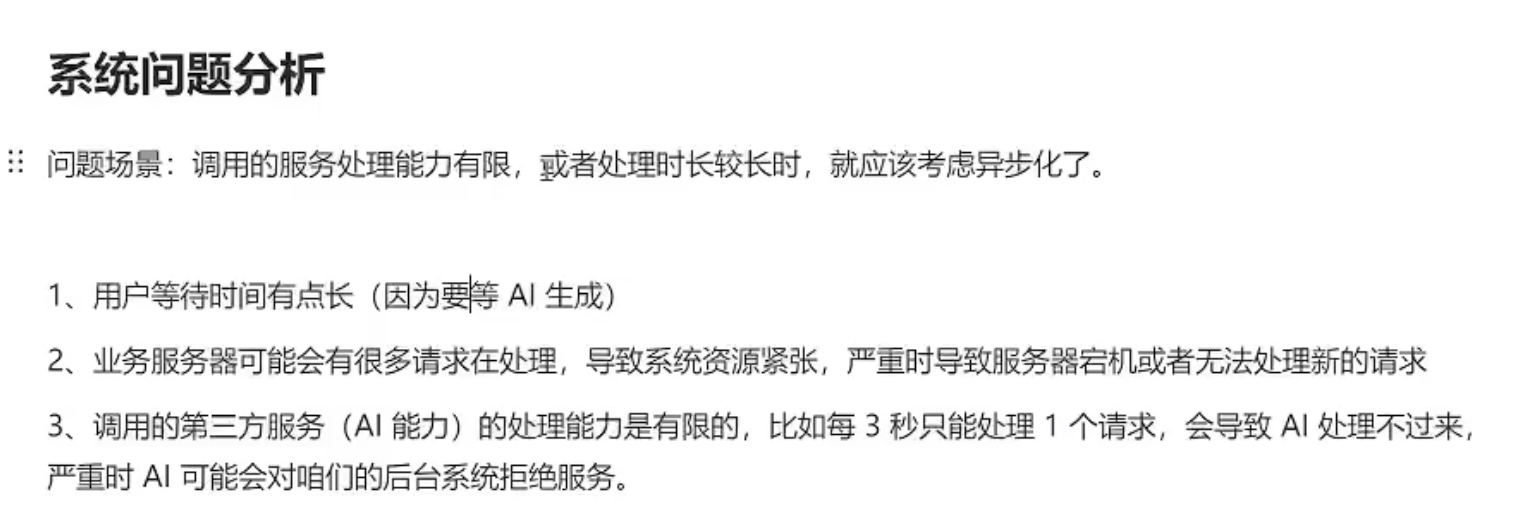 系统问题分析
问题场景：调用的服务处理能力有限，或者处理时长较长时，就应该考虑异步化了。
1、用户等待时间有点长（因为要等 AI 生成）
2、业务服务器可能会有很多请求在处理，导致系统资源紧张，严重时导致服务器宕机或者无法处理新的请求
3、调用的第三方服务（AI 能力）的处理能力是有限的，比如每 3 秒只能处理 1 个请求，会导致 AI 处理不过来，
严重时 AI 可能会对咱们的后台系统拒绝服务。